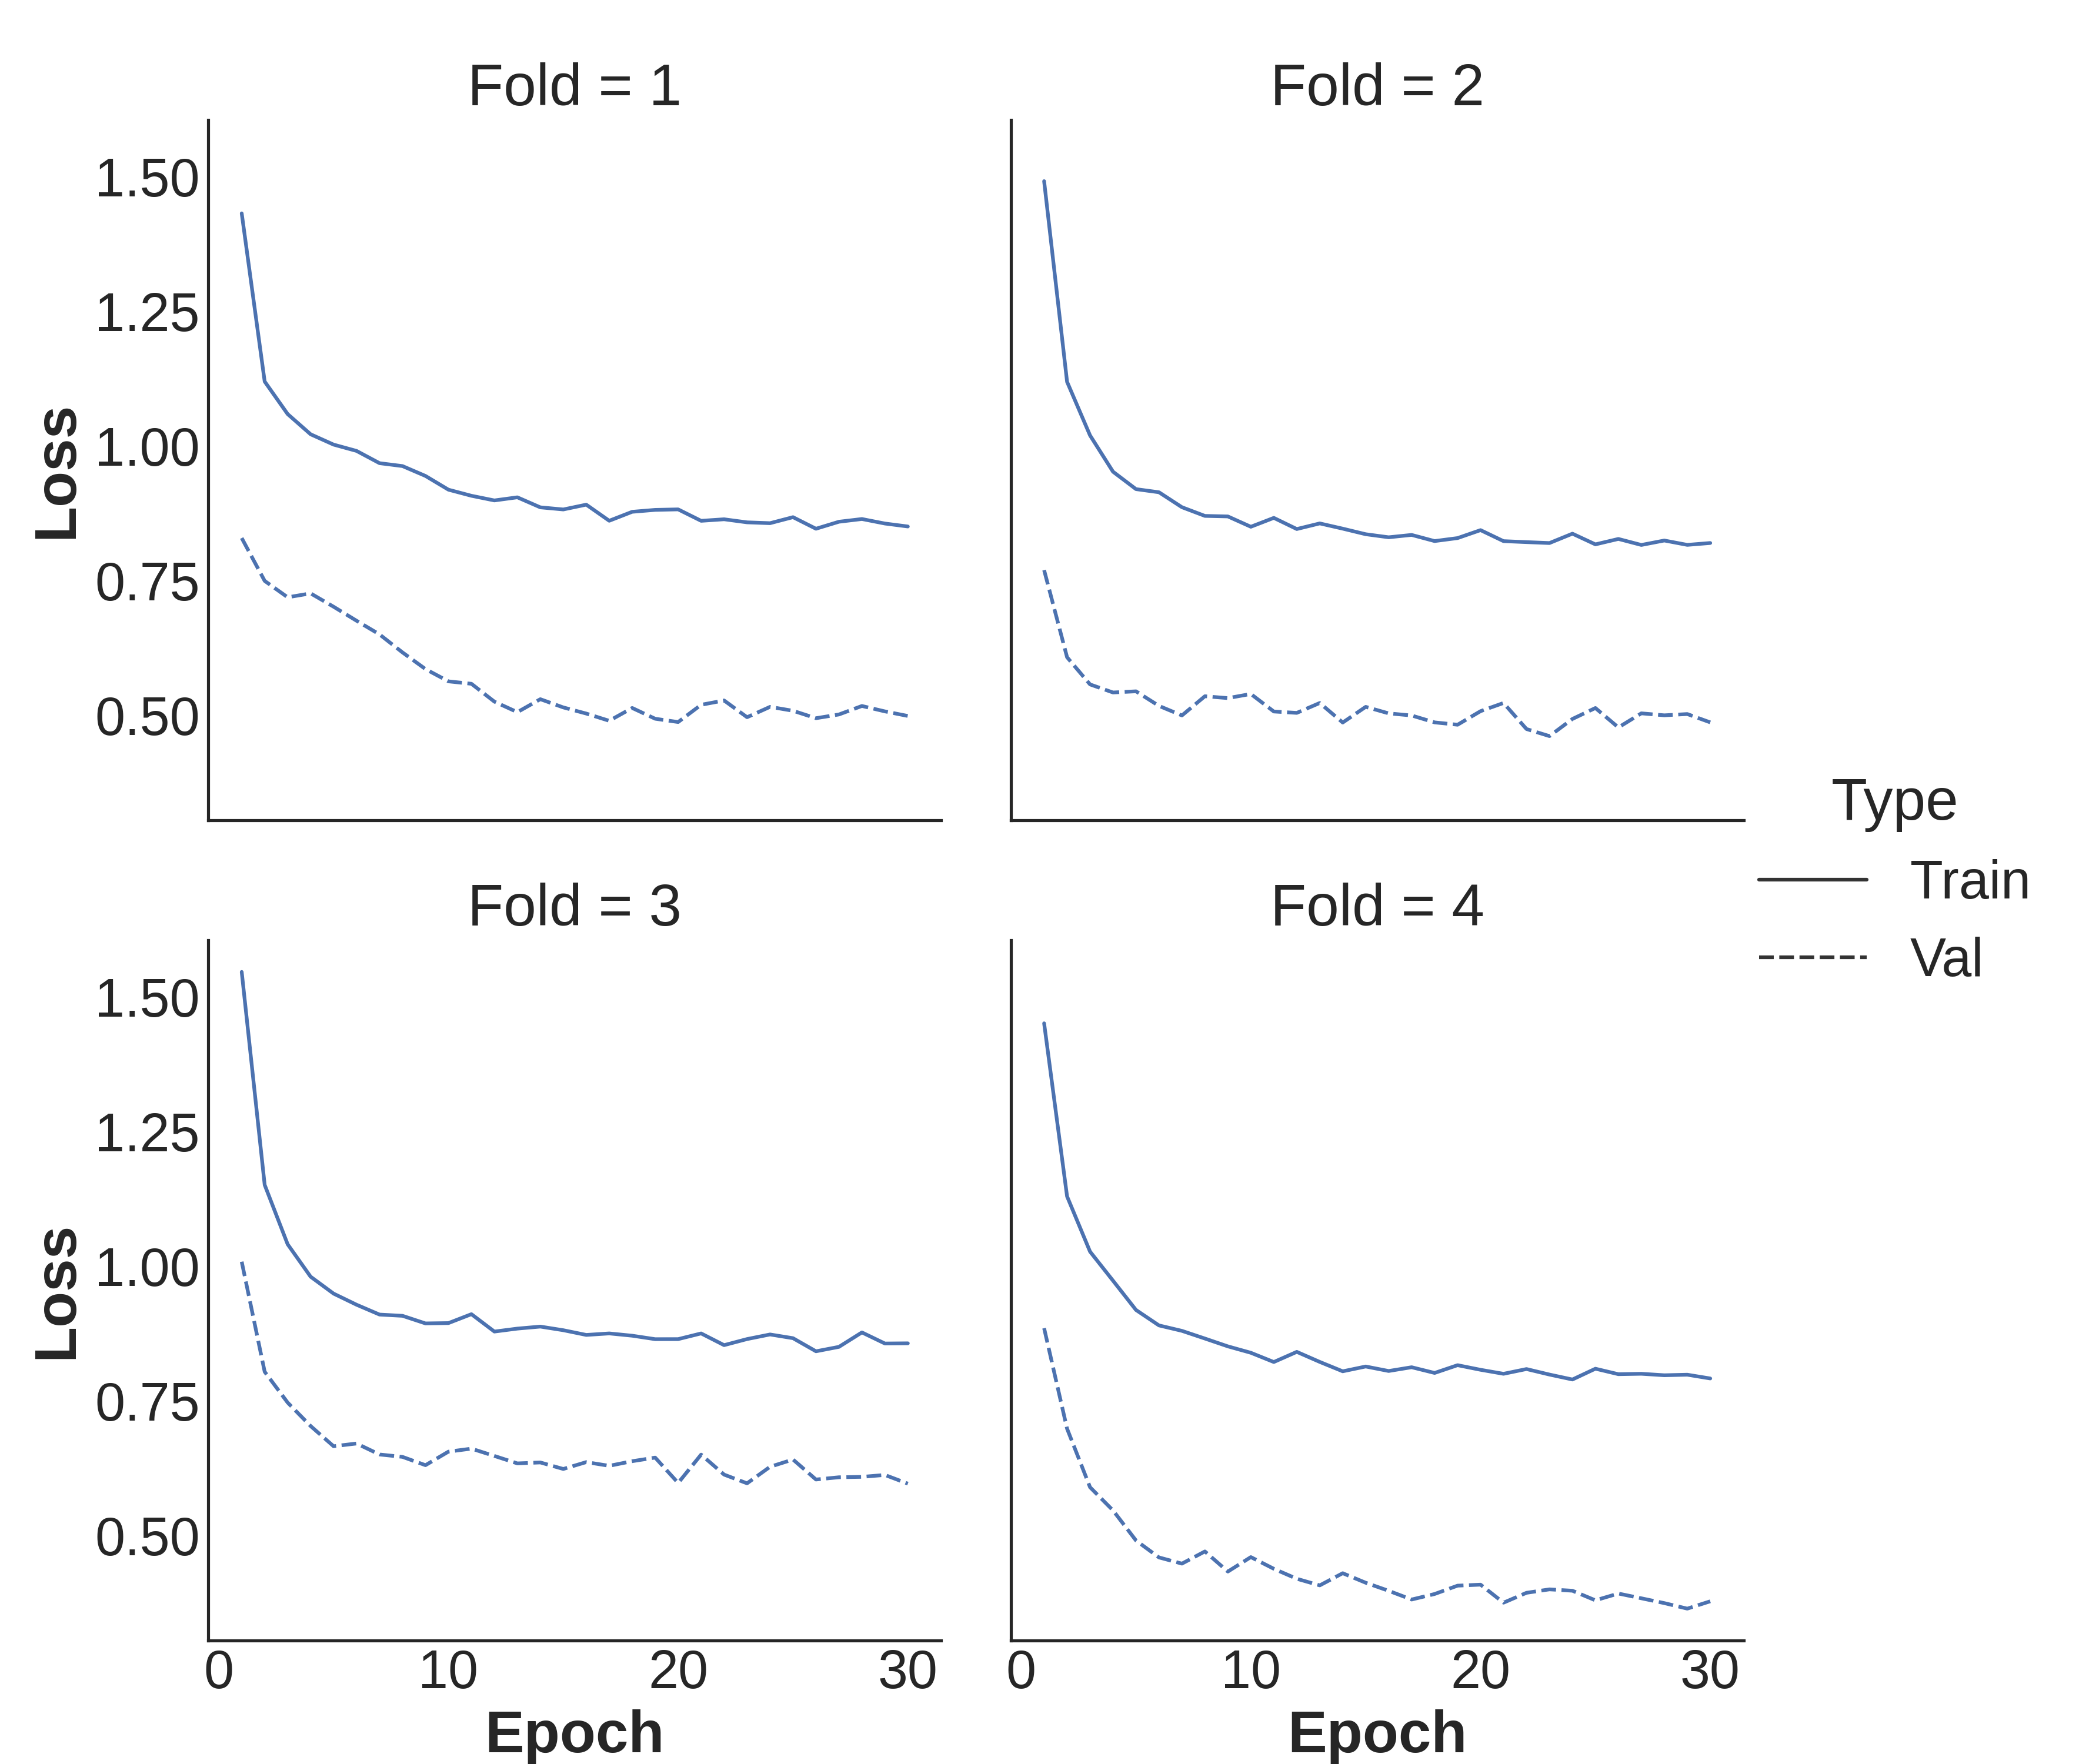 Fold = 1
Fold = 2
1.50
1.25
1.00
0.75
0.50
Loss
Type
Train
Val
Fold = 3
Fold = 4
1.50
1.25
1.00
0.75
0.50
Loss
0 10 20 30
0 10 20 30
Epoch
Epoch